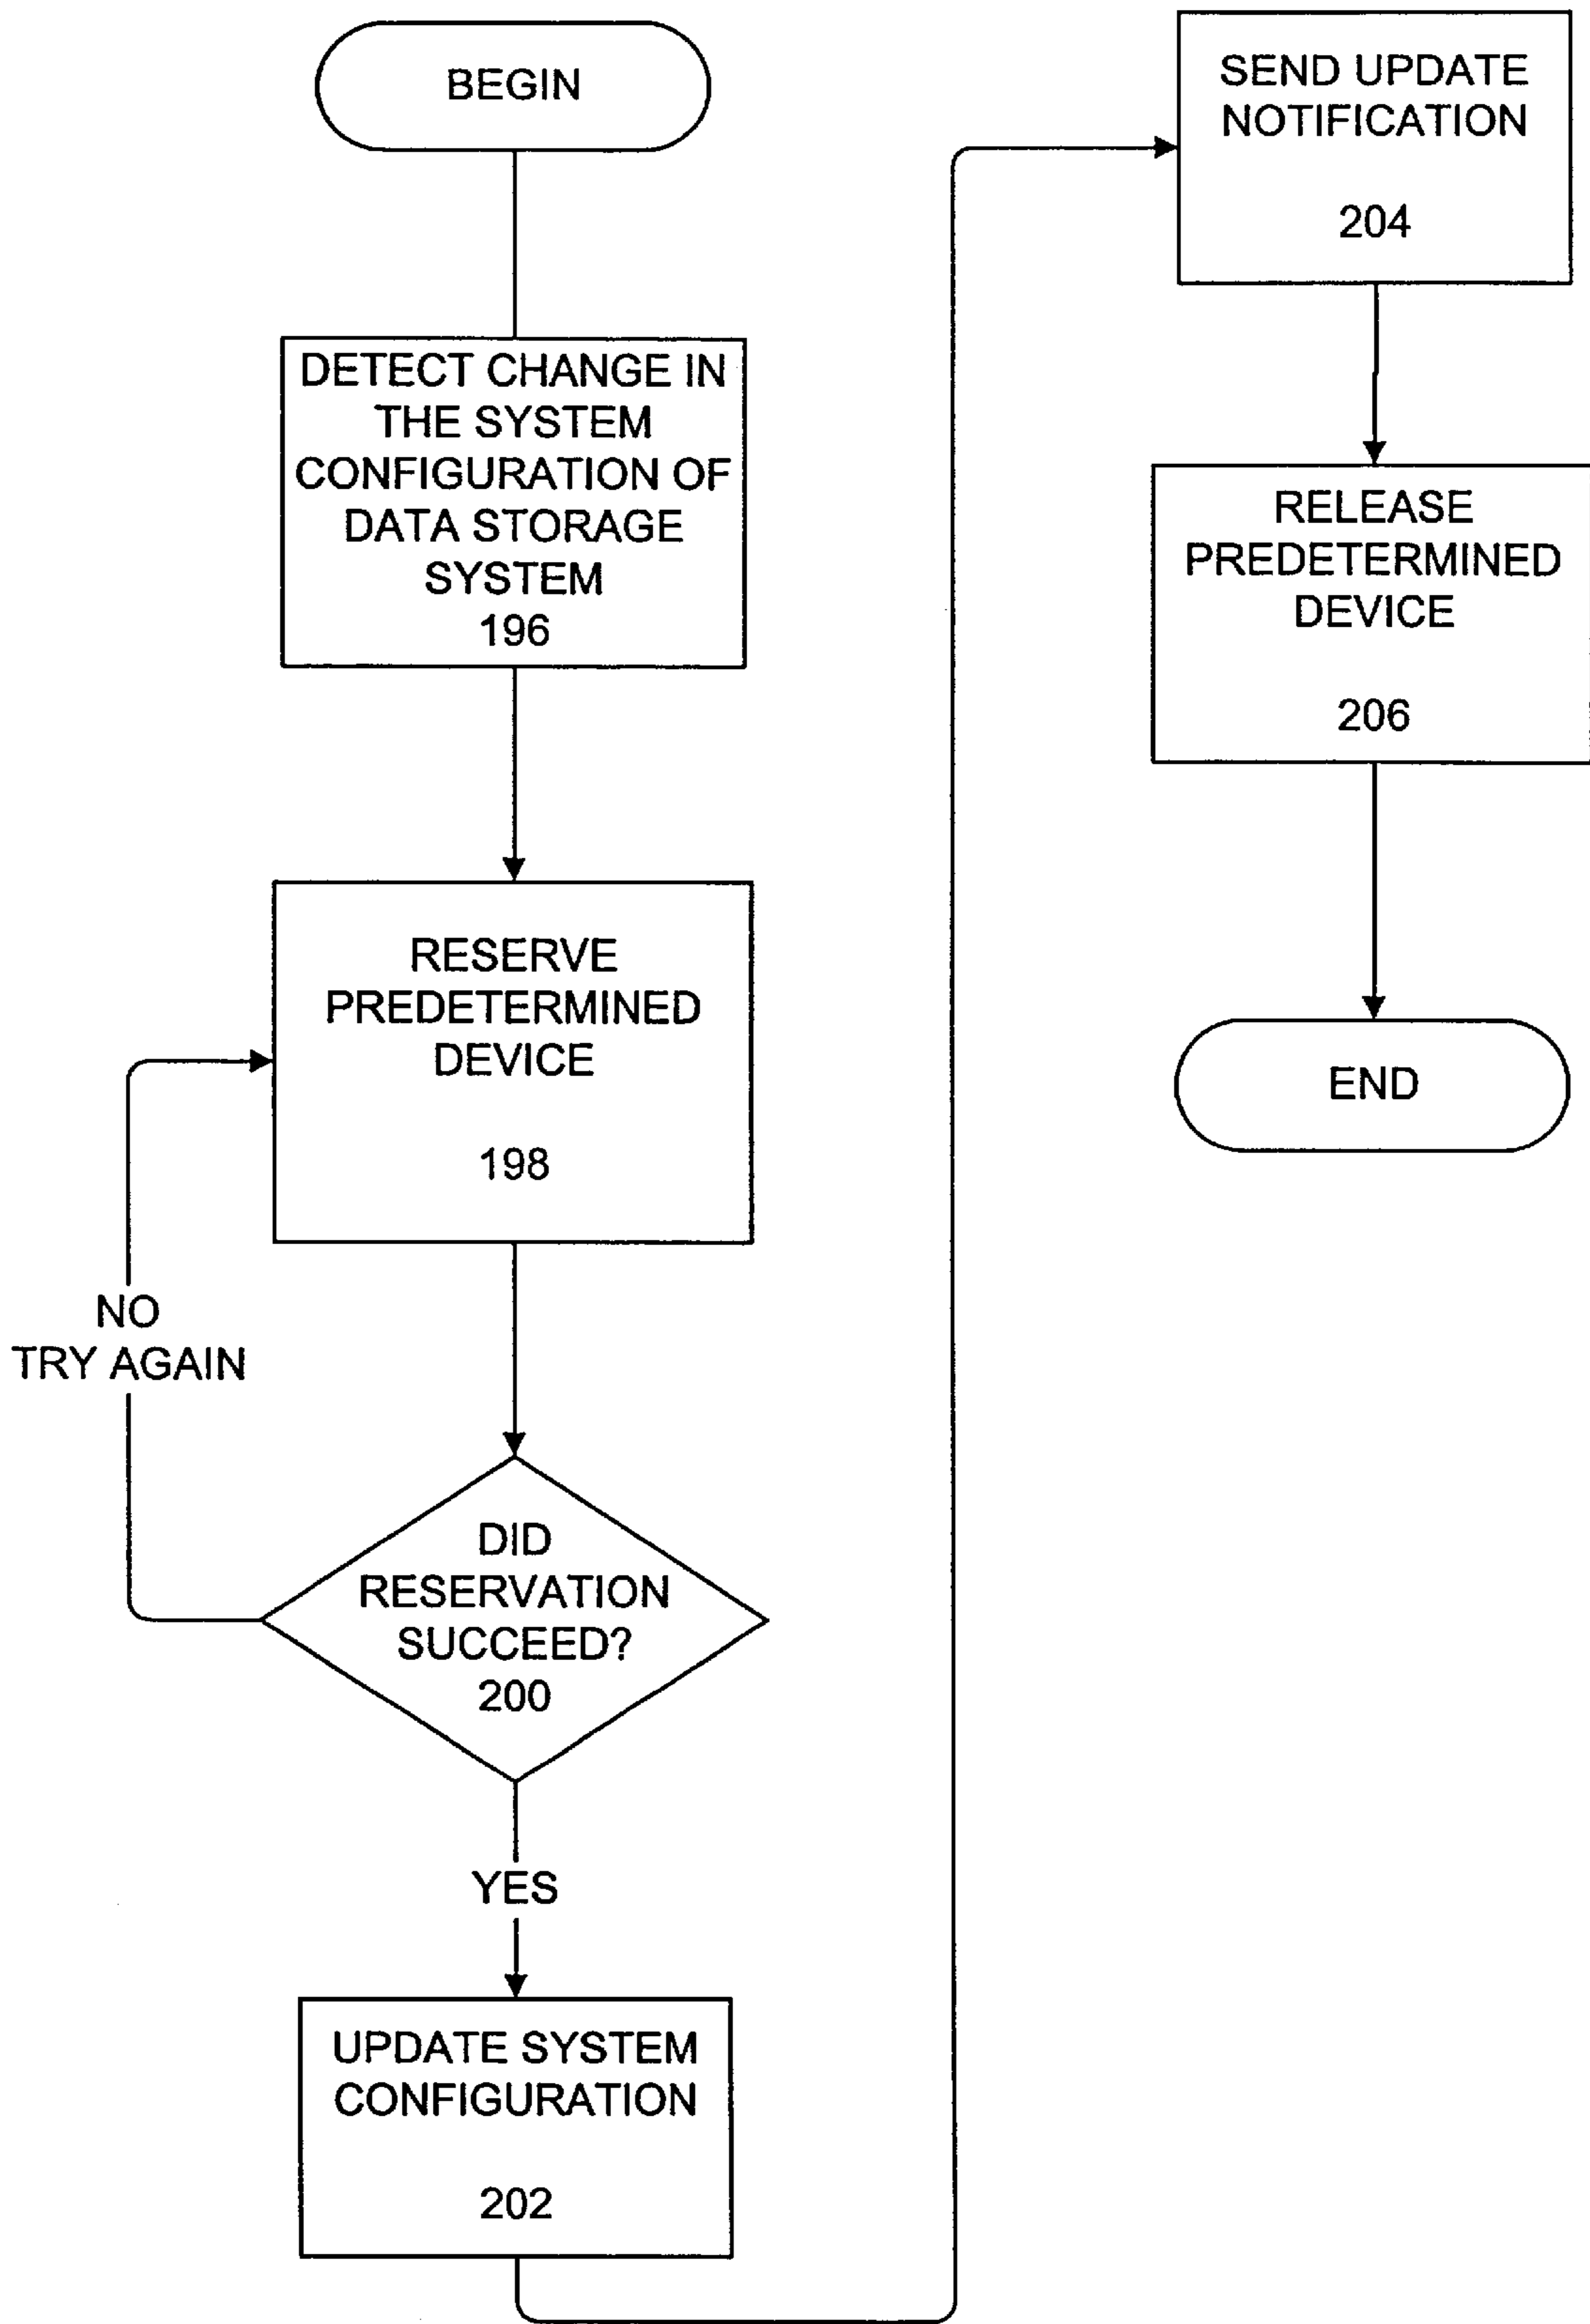 BEGIN
DETECT CHANGE IN
THE SYSTEM
CONFIGURATION OF
DATA STORAGE
SYSTEM
196
RESERVE
PREDETERMINED
DEVICE
198
NO
TRY AGAIN
DID
RESERVATION
SUCCEED?
200
YES
UPDATE SYSTEM
CONFIGURATION
202
SEND UPDATE
NOTIFICATION
204
RELEASE
PREDETERMINED
DEVICE
206
END